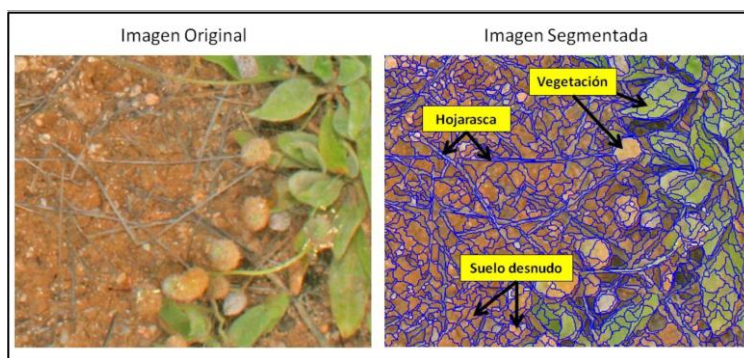 Imagen Original
Imagen Segmentada
Vegetación
Hojarasca
Suelo desnudo